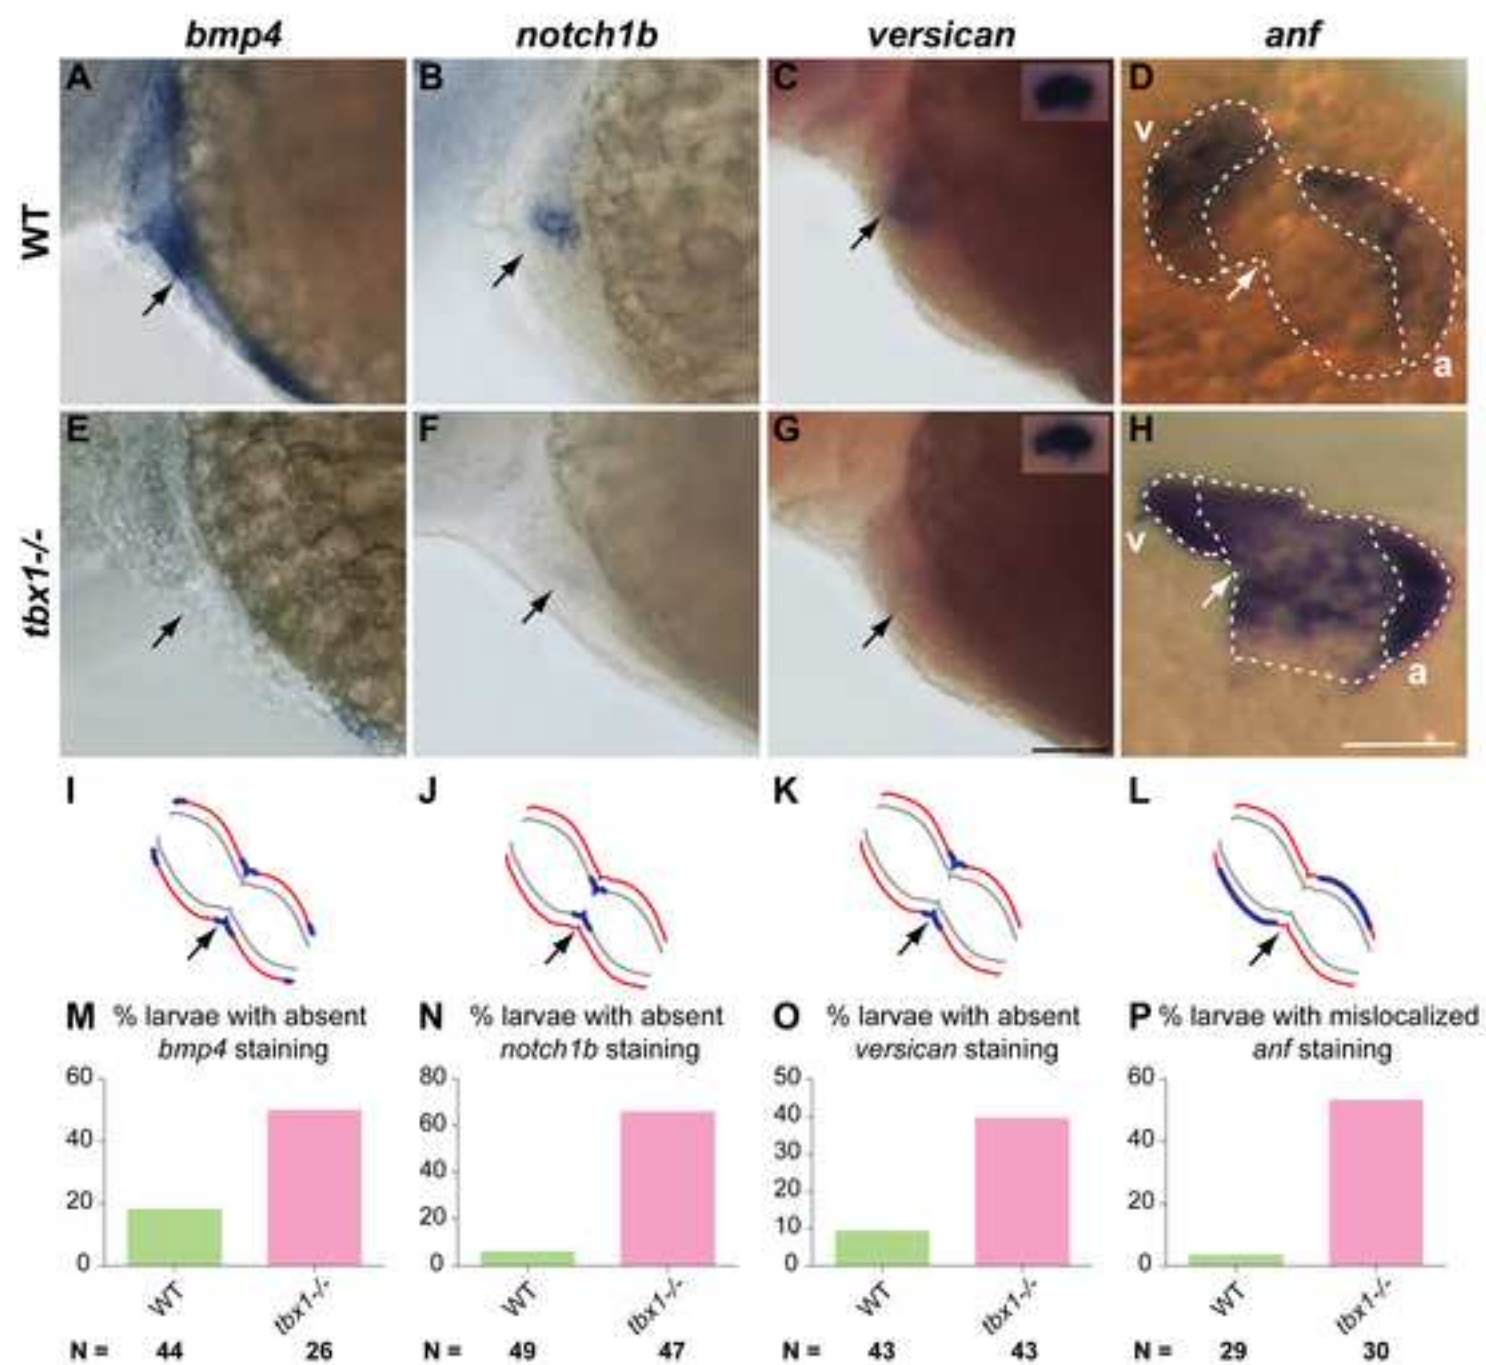 bmp4 notch1b versican anf
WT
A B C D
v
a
tbx1-/-
E F G H
v
a
I J K L
M % larvae with absent N % larvae with absent O % larvae with absent P % larvae with mislocalized
bmp4 staining notch1b staining versican staining anf staining
60
40
20
0
WT tbx1-/-
N = 44 26
80
60
40
20
0
WT tbx1-/-
N = 49 47
50
40
30
20
10
0
WT tbx1-/-
N = 43 43
60
40
20
0
WT tbx1-/-
N = 29 30